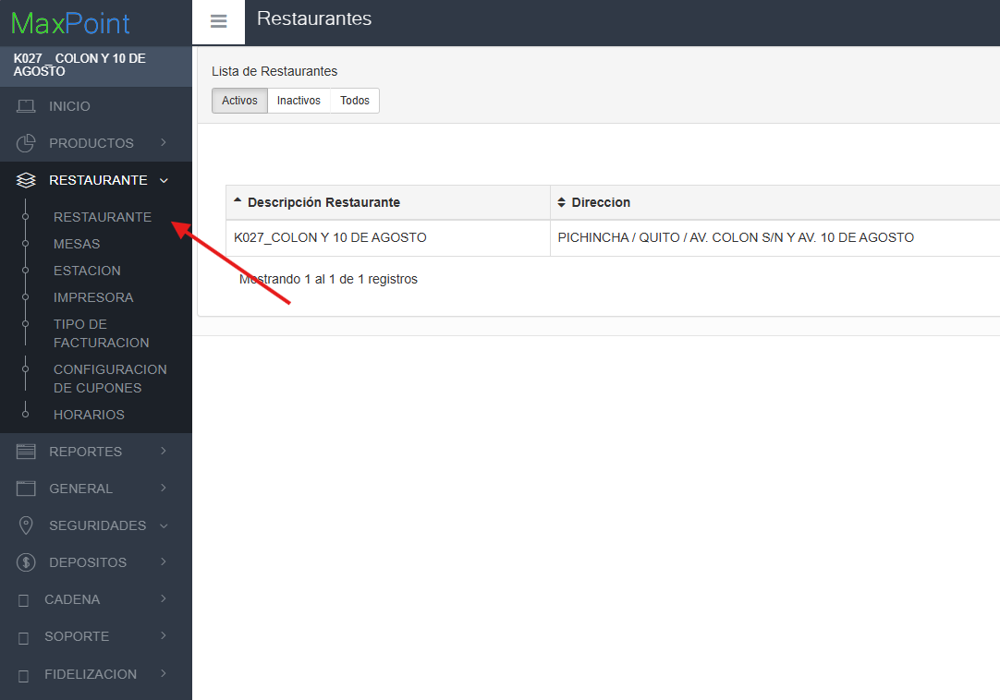 MaxPoint
Restaurantes
K027_ COLON Y 10 DE
AGOSTO
INICIO
PRODUCTOS
RESTAURANTE
RESTAURANTE
MESAS
ESTACION
IMPRESORA
TIPO DE
FACTURACION
CONFIGURACION
DE CUPONES
HORARIOS
REPORTES
GENERAL
SEGURIDADES
DEPOSITOS
CADENA
SOPORTE
FIDELIZACION
Lista de Restaurantes
Activos Inactivos Todos
Descripción Restaurante Direccion
K027_COLON Y 10 DE AGOSTO PICHINCHA / QUITO / AV. COLON S/N Y AV. 10 DE AGOSTO
Mostrando 1 al 1 de 1 registros